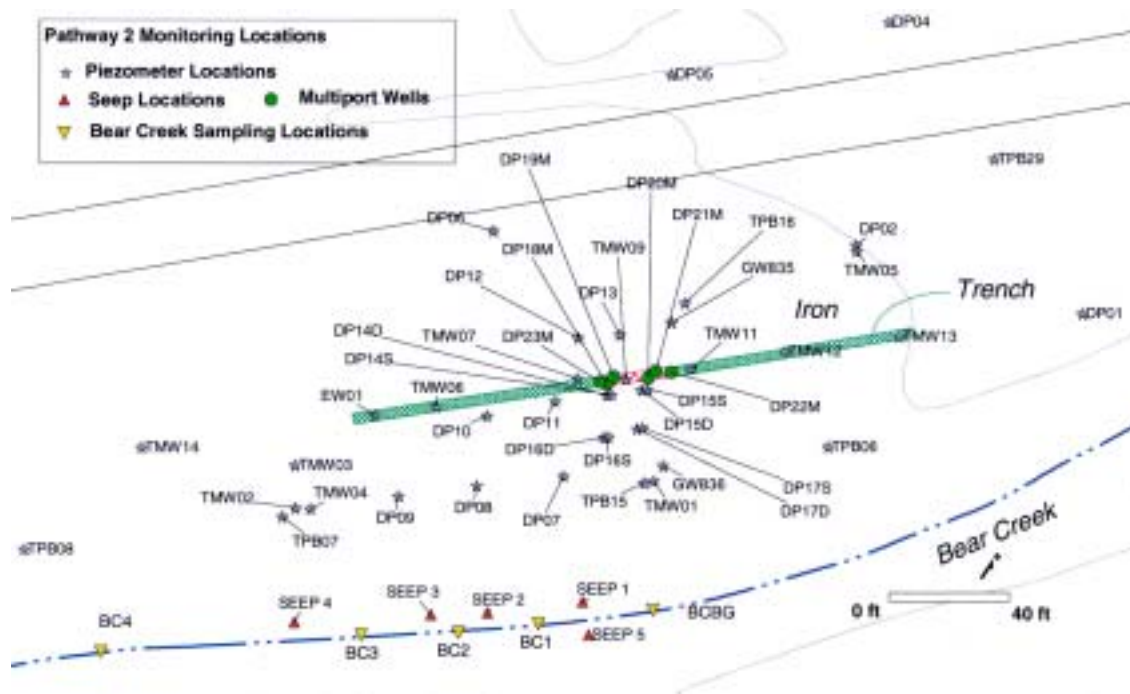 Pathway 2 Monitoring Locations
Piezometer Locations
Seep Locations
Multiport Wells
Bear Creek Sampling Locations
DP04
DP05
DP19M
DP20M
TPB29
DP06
DP21M
TPB16
DP18M
TMW09
DP02
GW835
TMW05
DP12
DP13
Iron
Trench
DP14D
TMW07
DP23M
TMW11
DP01
DP14S
TMW12
TMW13
EW01
TMW06
DP15S
DP22M
DP10
DP11
DP15D
TMW14
DP16D
DP16S
TPB06
TMW03
GW836
DP17S
TMW02
TMW04
DP09
DP08
DP07
TPB15
TMW01
DP17D
TPB07
TPB08
Bear Creek
SEEP 4
SEEP 3
SEEP 2
SEEP 1
BCBG
0 ft
40 ft
BC4
BC3
BC2
BC1
SEEP 5